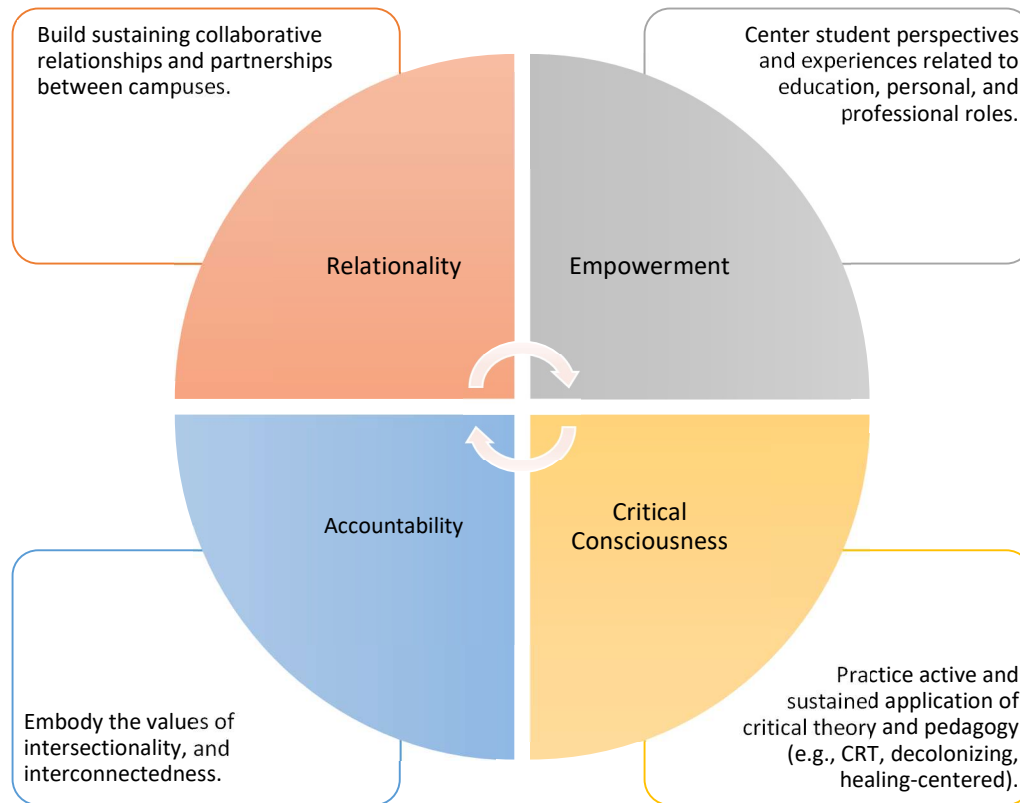 Build sustaining collaborative
relationships and partnerships
between campuses.
Center student perspectives
and experiences related to
education, personal, and
professional roles.
Relationality
Empowerment
Accountability
Critical
Consciousness
Embody the values of
intersectionality, and
interconnectedness.
Practice active and
sustained application of
critical theory and pedagogy
(e.g., CRT, decolonizing,
healing-centered).